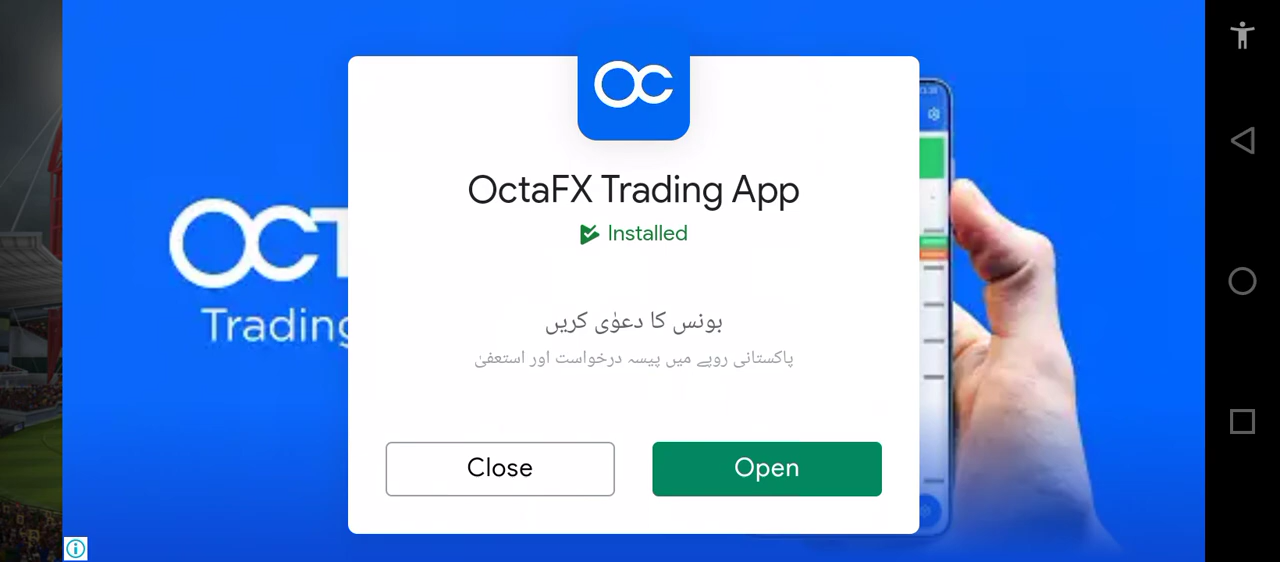 OC
OctaFX Trading App
Installed
OCT
Trading
بونس کا دعوٰی کریں
پاکستانی روپے میں پیسہ درخواست اور استعفیٰ
Close
Open